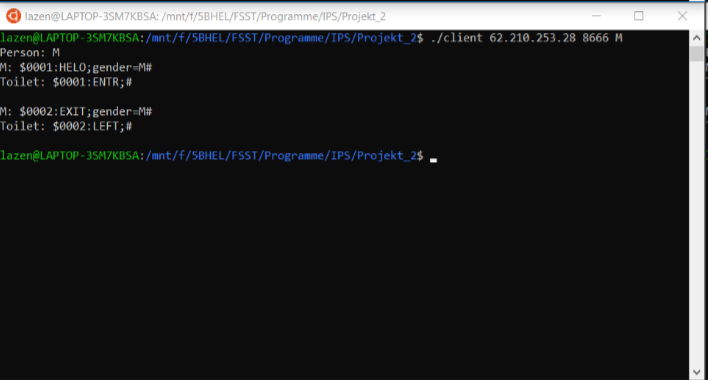 lazen@LAPTOP-3SM7KBSA: /mnt/f/5BHEL/FSST/Programme/IPS/Projekt_2
lazen@LAPTOP-3SM7KBSA:/mnt/f/5BHEL/FSST/Programme/IPS/Projekt_2$ ./client 62.210.253.28 8666 M
Person: M
M: $0001:HELO;gender=M#
Toilet: $0001:ENTR;#
M: $0002:EXIT;gender=M#
Toilet: $0002:LEFT;#
lazen@LAPTOP-3SM7KBSA:/mnt/f/5BHEL/FSST/Programme/IPS/Projekt_2$